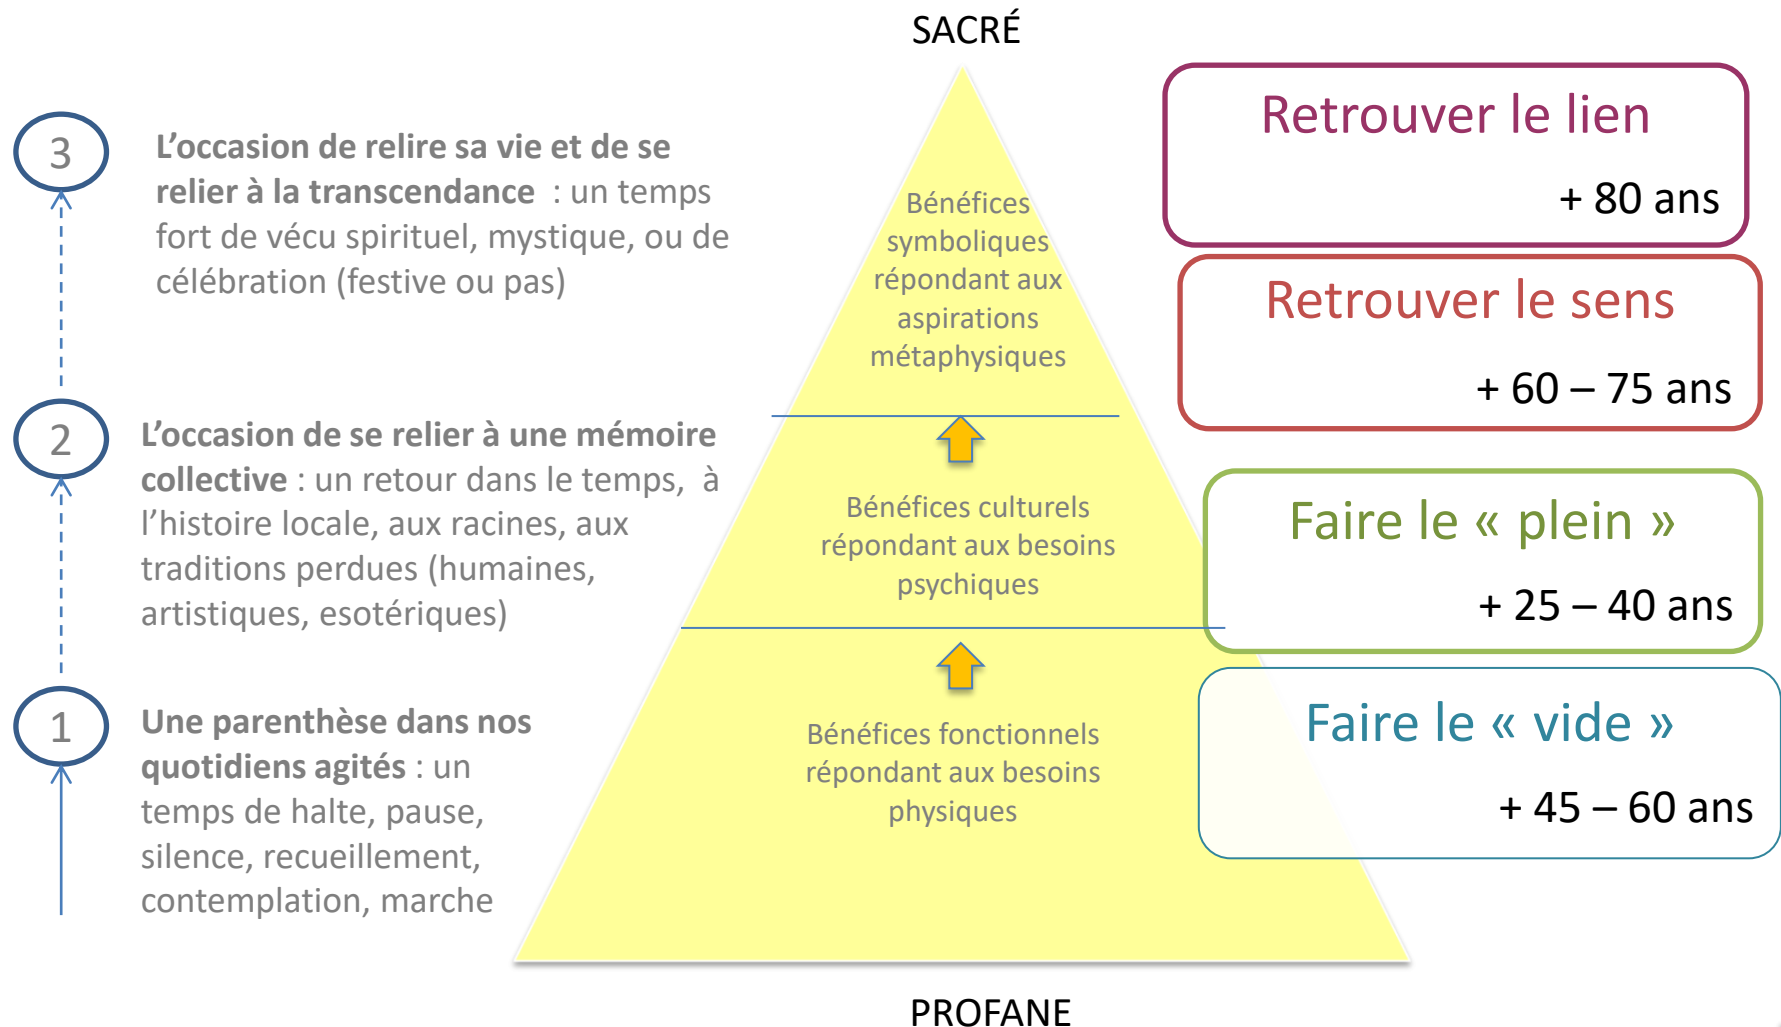 SACRÉ
3
L’occasion de relire sa vie et de se
relier à la transcendance : un temps
fort de vécu spirituel, mystique, ou de
célébration (festive ou pas)
2
L’occasion de se relier à une mémoire
collective : un retour dans le temps, à
l’histoire locale, aux racines, aux
traditions perdues (humaines,
artistiques, esotériques)
1
Une parenthèse dans nos
quotidiens agités : un
temps de halte, pause,
silence, recueillement,
contemplation, marche
Bénéfices
symboliques
répondant aux
aspirations
métaphysiques
Bénéfices culturels
répondant aux besoins
psychiques
Bénéfices fonctionnels
répondant aux besoins
physiques
Retrouver le lien
+ 80 ans
Retrouver le sens
+ 60 – 75 ans
Faire le « plein »
+ 25 – 40 ans
Faire le « vide »
+ 45 – 60 ans
PROFANE